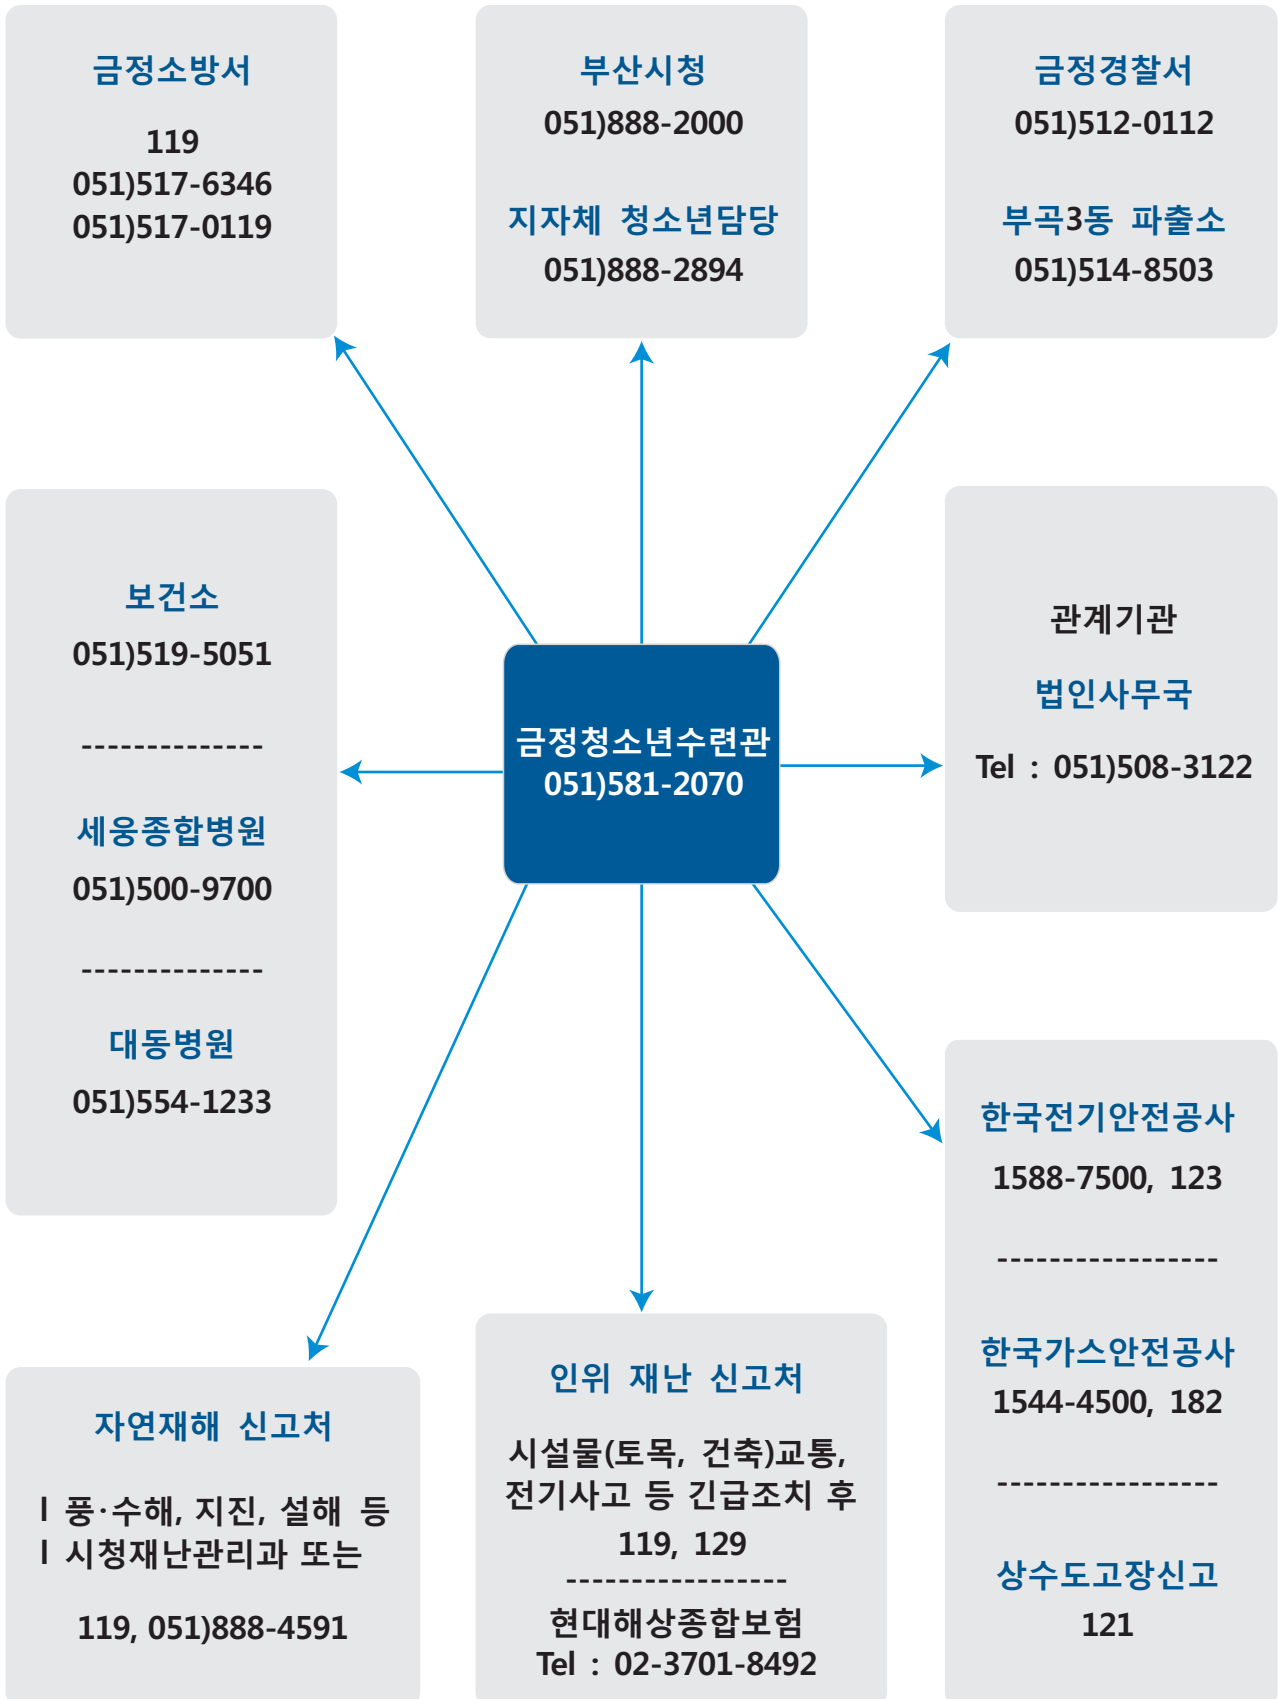 금정소방서
119
051)517-6346
051)517-0119
부산시청
051)888-2000
지자체 청소년담당
051)888-2894
금정경찰서
051)512-0112
부곡3동 파출소
051)514-8503
보건소
051)519-5051
--------------
세웅종합병원
051)500-9700
--------------
대동병원
051)554-1233
금정청소년수련관
051)581-2070
관계기관
법인사무국
Tel : 051)508-3122
자연재해 신고처
l 풍·수해, 지진, 설해 등
l 시청재난관리과 또는
119, 051)888-4591
인위 재난 신고처
시설물(토목, 건축)교통,
전기사고 등 긴급조치 후
119, 129
-----------------
현대해상종합보험
Tel : 02-3701-8492
한국전기안전공사
1588-7500, 123
-----------------
한국가스안전공사
1544-4500, 182
-----------------
상수도고장신고
121